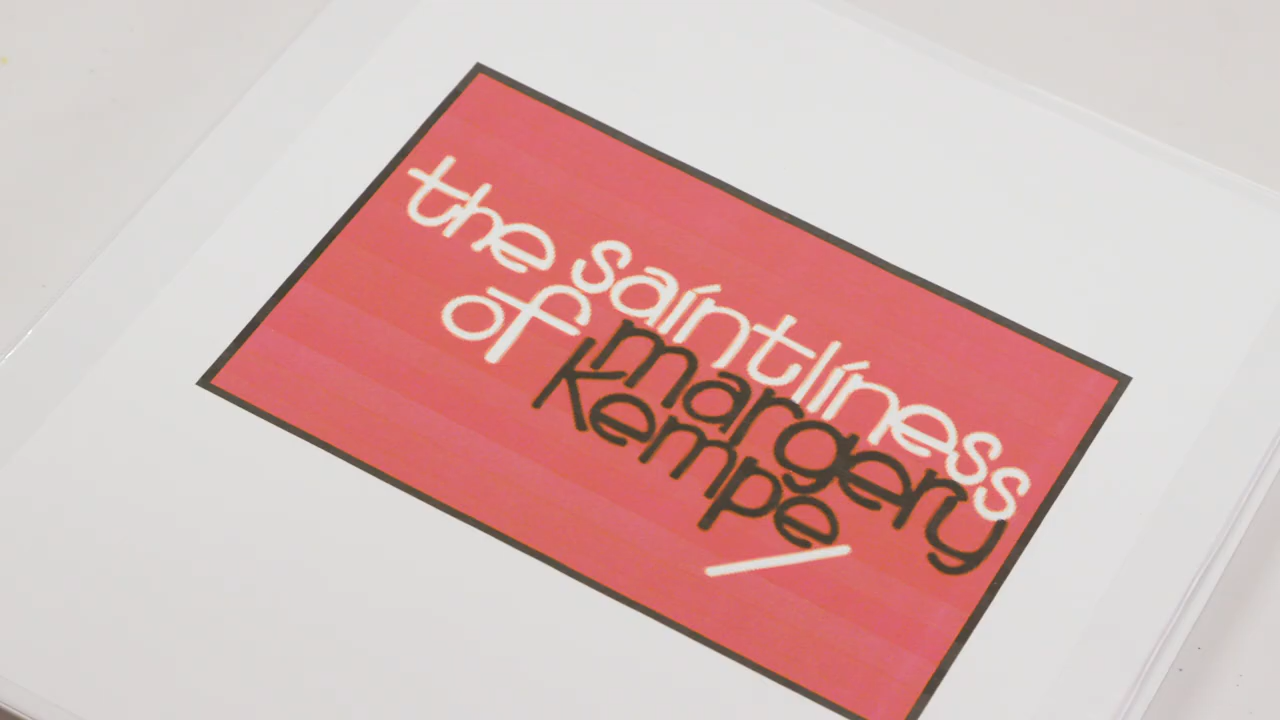 the saintliness
of margery
kempe/